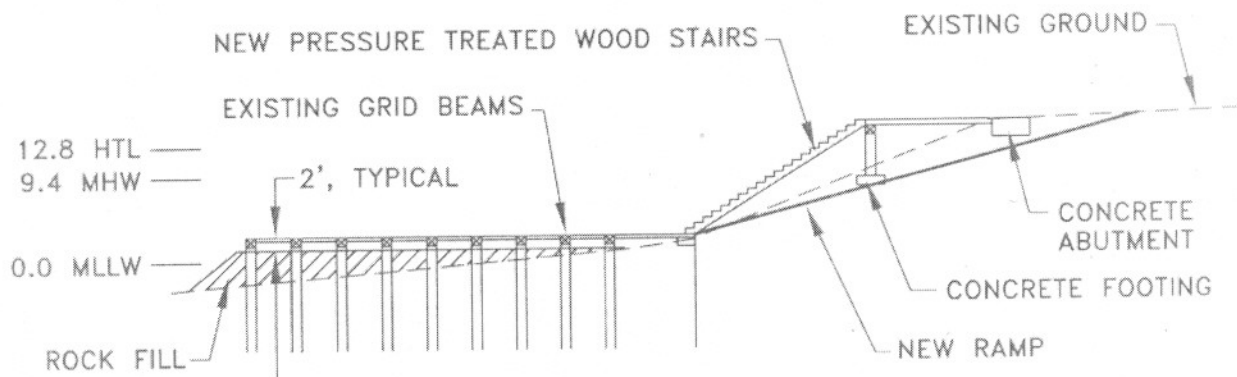 EXISTING GROUND
NEW PRESSURE TREATED WOOD STAIRS
EXISTING GRID BEAMS
12.8 HTL
9.4 MHW
2', TYPICAL
CONCRETE
ABUTMENT
0.0 MLLW
CONCRETE FOOTING
ROCK FILL
NEW RAMP